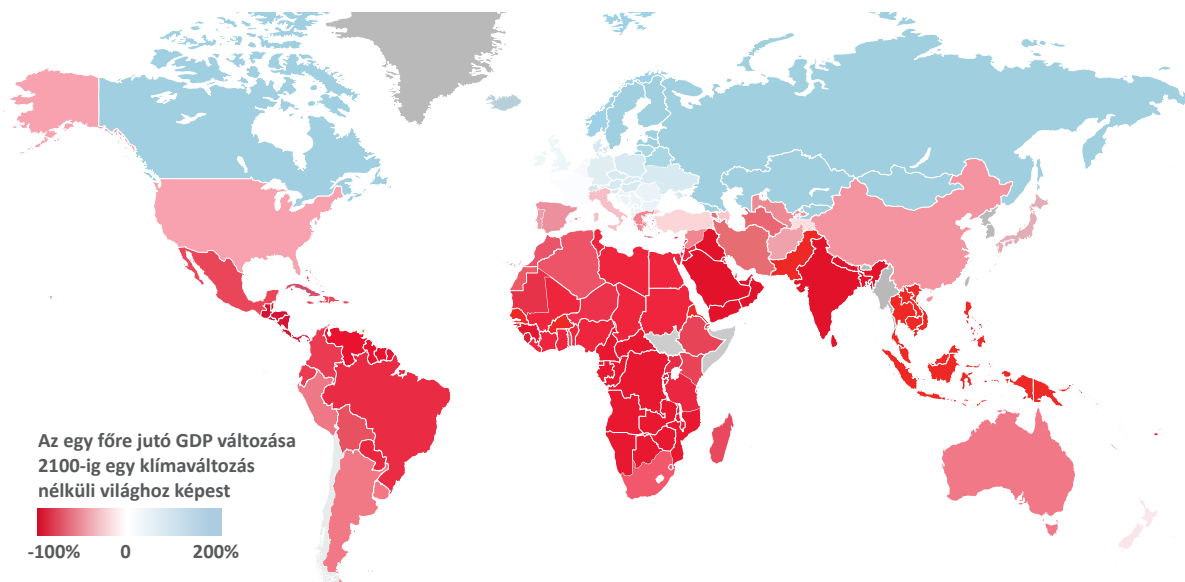 Az egy főre jutó GDP változása
2100-ig egy klímaváltozás
nélküli világhoz képest
-100% 0 200%